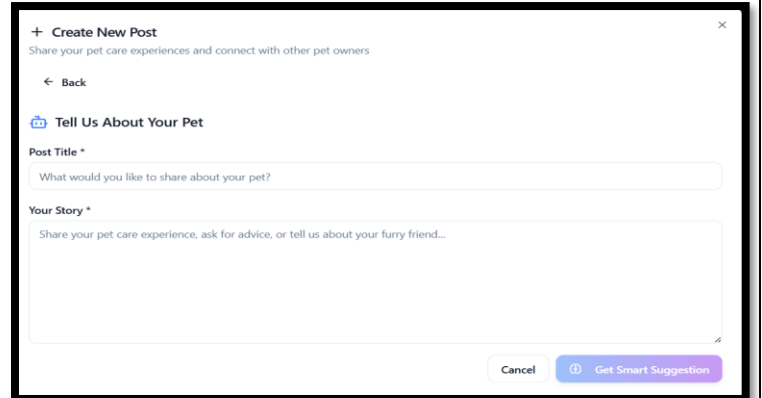 Create New Post
Share your pet care experiences and connect with other pet owners
Back
Tell Us About Your Pet
Post Title *
What would you like to share about your pet?
Your Story *
Share your pet care experience, ask for advice, or tell us about your furry friend...
Cancel
Get Smart Suggestion